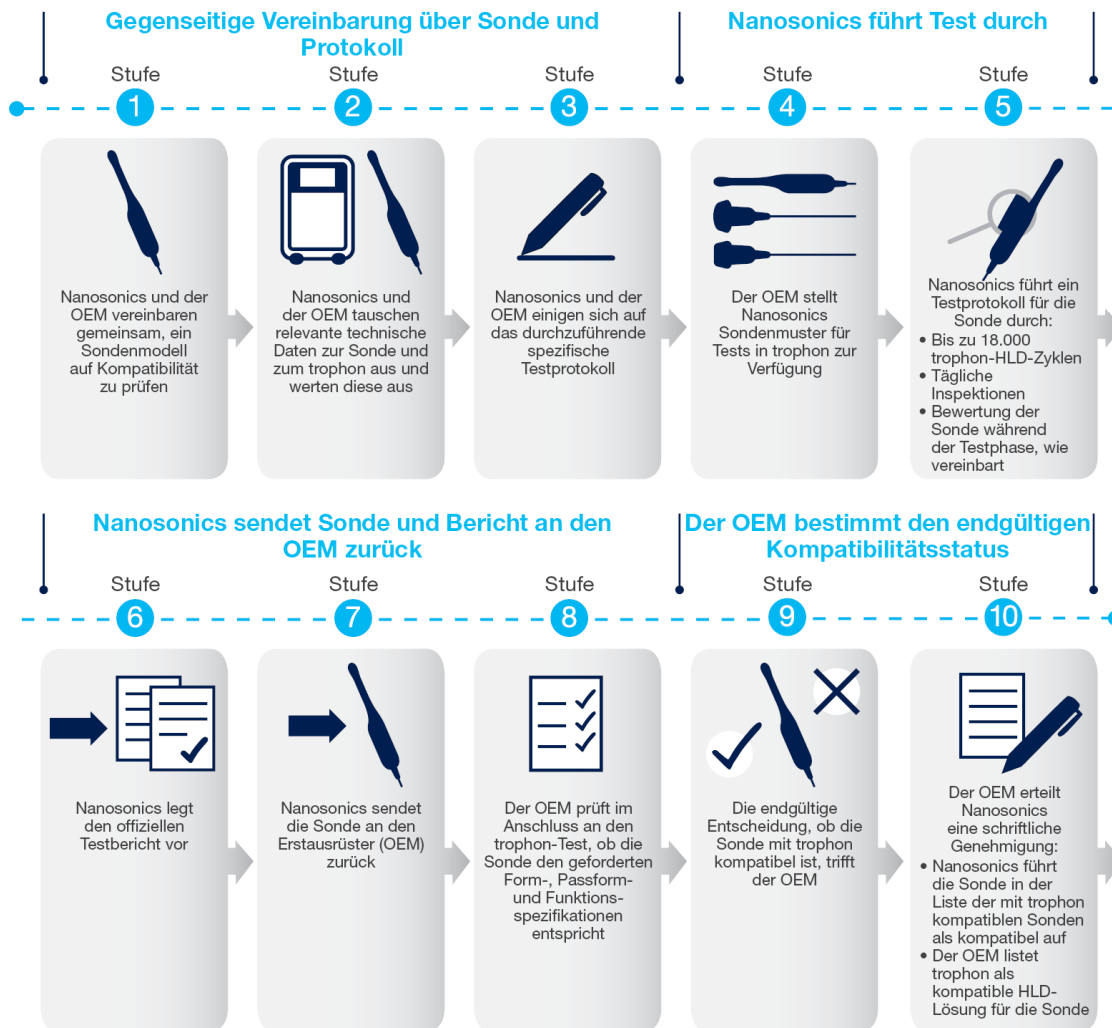 Gegenseitige Vereinbarung über Sonde und
Protokoll
Nanosonics führt Test durch
Stufe
1
Stufe
2
Stufe
3
Stufe
4
Stufe
5
Nanosonics und der
OEM vereinbaren
gemeinsam, ein
Sondenmodell
auf Kompatibilität
zu prüfen
Nanosonics und
der OEM tauschen
relevante technische
Daten zur Sonde und
zum trophon aus und
werten diese aus
Nanosonics und der
OEM einigen sich auf
das durchzuführende
spezifische
Testprotokoll
Der OEM stellt
Nanosonics
Sondenmuster für
Tests in trophon zur
Verfügung
Nanosonics führt ein
Testprotokoll für die
Sonde durch:
• Bis zu 18.000
trophon-HLD-Zyklen
• Tägliche
Inspektionen
• Bewertung der
Sonde während
der Testphase, wie
vereinbart
Nanosonics sendet Sonde und Bericht an den
OEM zurück
Der OEM bestimmt den endgültigen
Kompatibilitätsstatus
Stufe
6
Stufe
7
Stufe
8
Stufe
9
Stufe
10
Nanosonics legt
den offiziellen
Testbericht vor
Nanosonics sendet
die Sonde an den
Erstausrüster (OEM)
zurück
Der OEM prüft im
Anschluss an den
trophon-Test, ob die
Sonde den geforderten
Form-, Passform-
und Funktions-
spezifikationen
entspricht
Die endgültige
Entscheidung, ob die
Sonde mit trophon
kompatibel ist, trifft
der OEM
Der OEM erteilt
Nanosonics
eine schriftliche
Genehmigung:
• Nanosonics führt
die Sonde in der
Liste der mit trophon
kompatiblen Sonden
als kompatibel auf
• Der OEM listet
trophon als
kompatible HLD-
Lösung für die Sonde